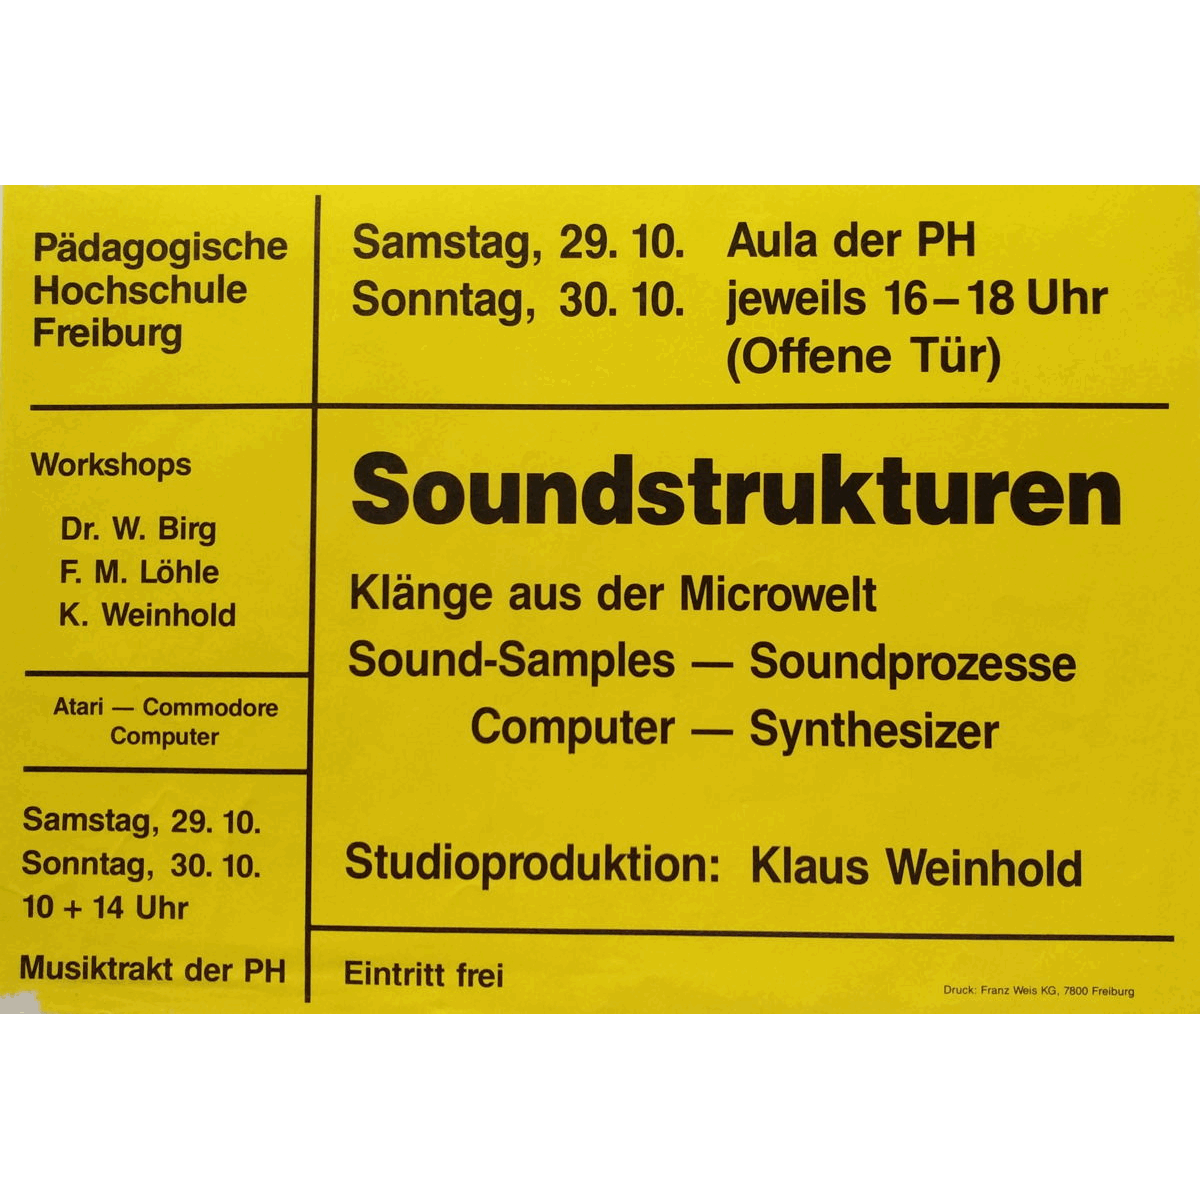 Pädagogische
Hochschule
Freiburg
Samstag, 29. 10. Aula der PH
Sonntag, 30. 10. jeweils 16–18 Uhr
(Offene Tür)
Workshops
Dr. W. Birg
F. M. Löhle
K. Weinhold
Atari — Commodore
Computer
Samstag, 29. 10.
Sonntag, 30. 10.
10 + 14 Uhr
Musiktrakt der PH
Soundstrukturen
Klänge aus der Microwelt
Sound-Samples — Soundprozesse
Computer — Synthesizer
Studioproduktion: Klaus Weinhold
Eintritt frei
Druck: Franz Weis KG, 7800 Freiburg